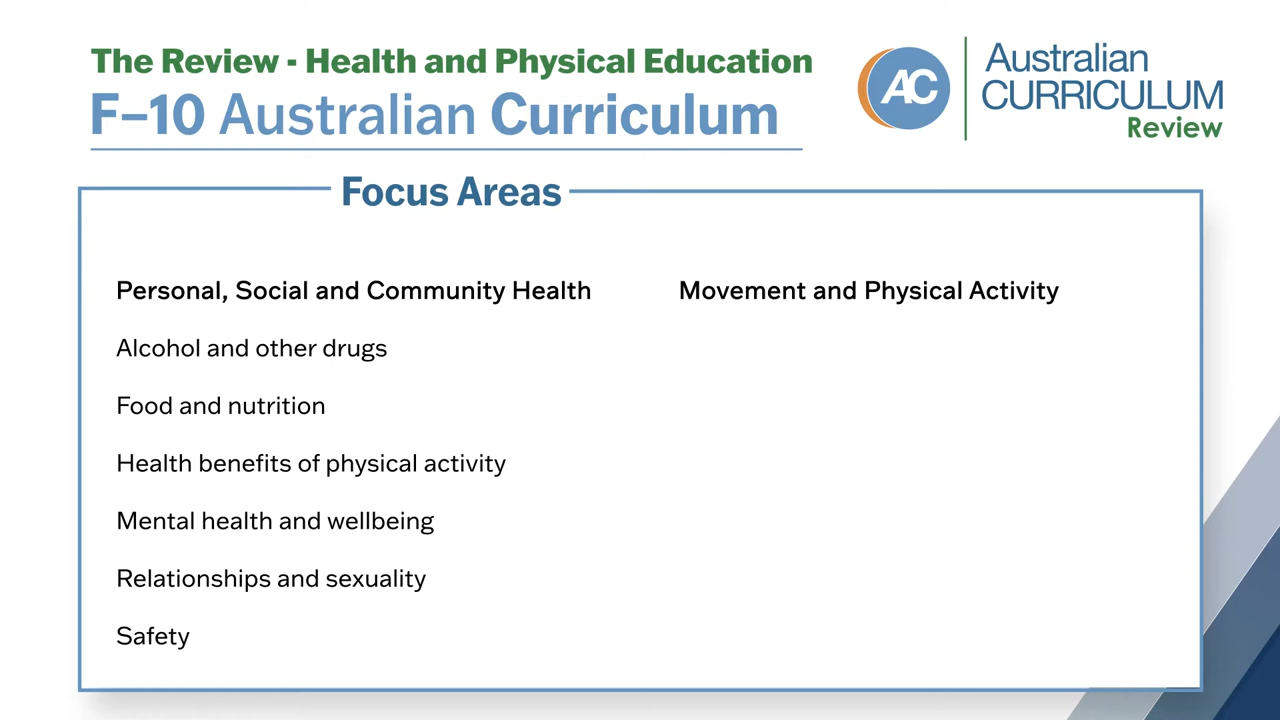 The Review - Health and Physical Education
F–10 Australian Curriculum
AC
Australian
CURRICULUM
Review
Focus Areas
Personal, Social and Community Health
Alcohol and other drugs
Food and nutrition
Health benefits of physical activity
Mental health and wellbeing
Relationships and sexuality
Safety
Movement and Physical Activity